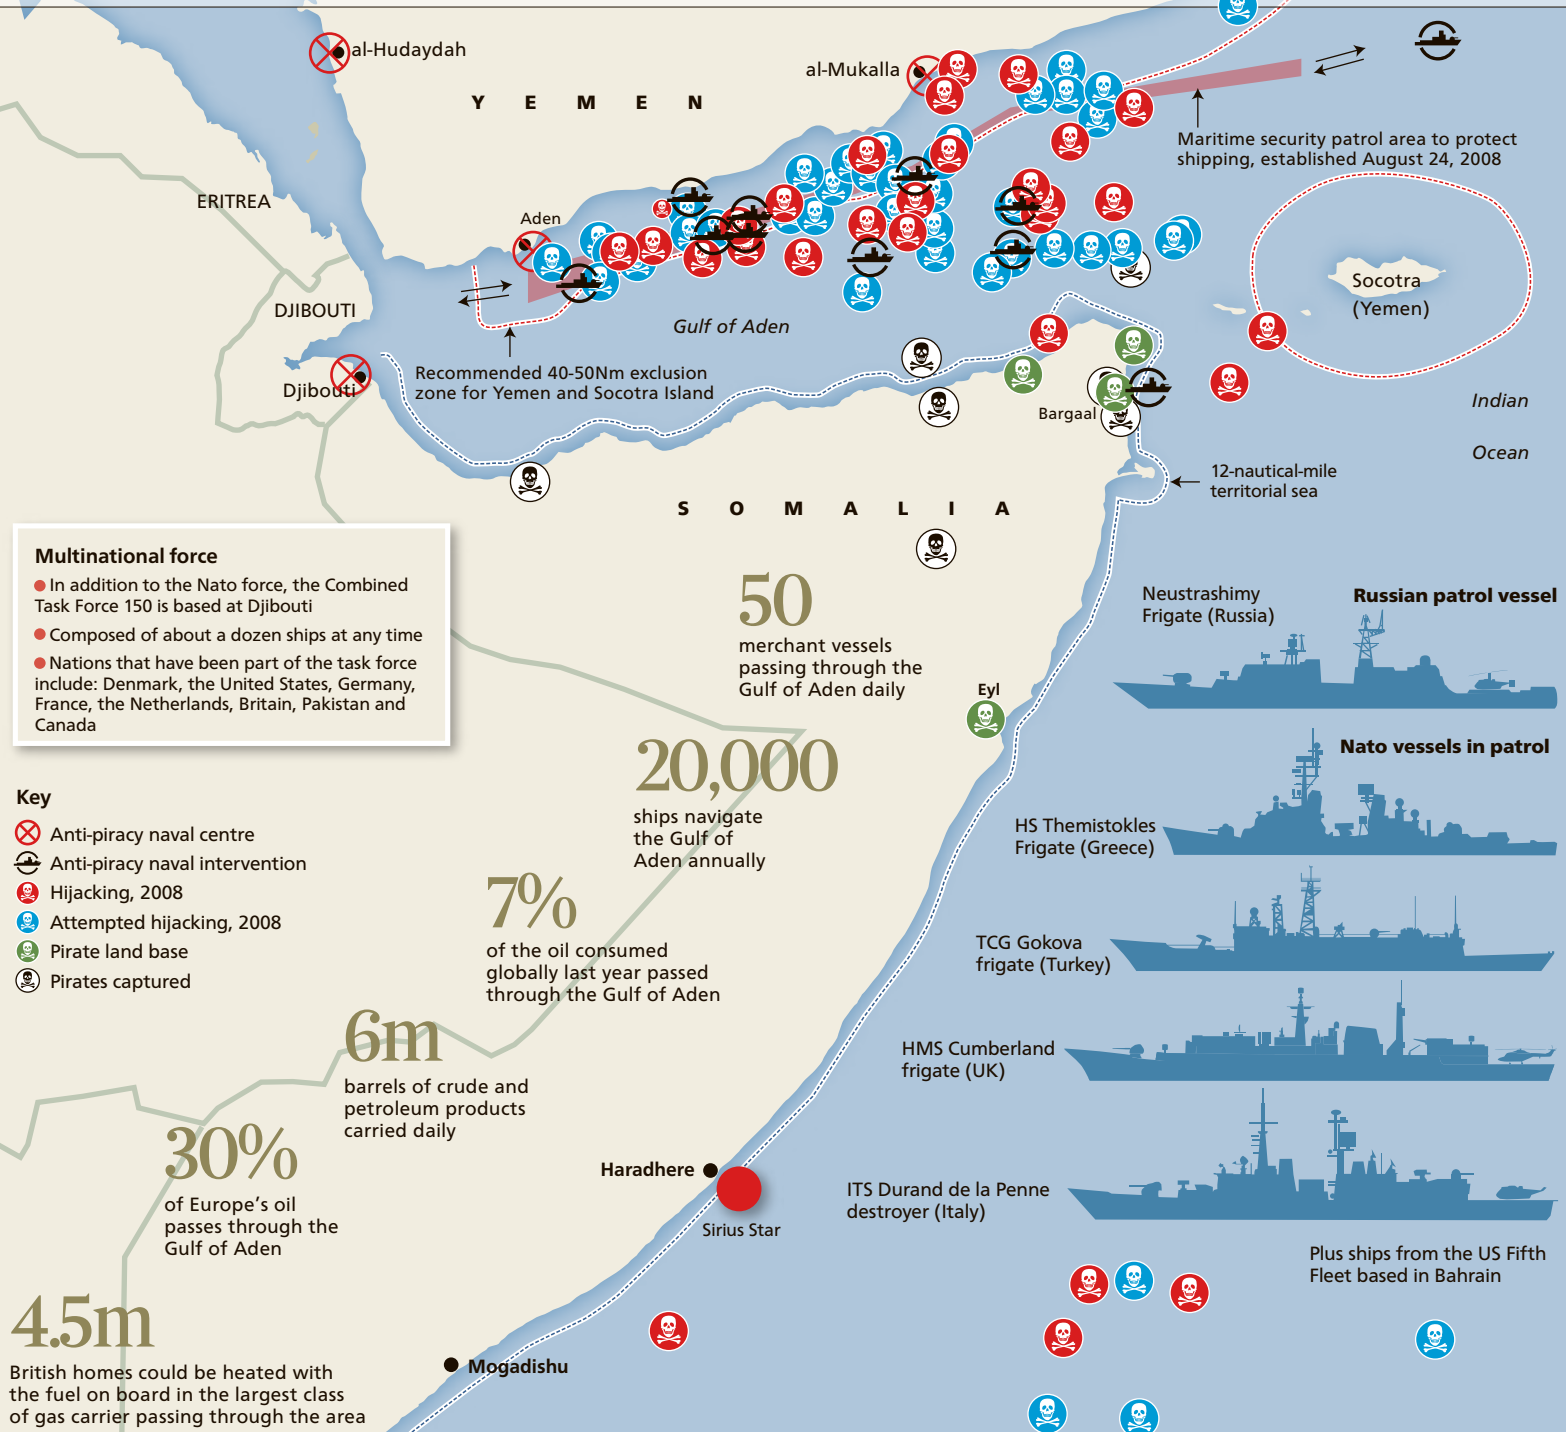 al-Hudaydah
al-Mukalla
YEMEN
Maritime security patrol area to protect
shipping, established August 24, 2008
ERITREA
Aden
DJIBOUTI
Socotra
(Yemen)
Gulf of Aden
Recommended 40-50Nm exclusion
zone for Yemen and Socotra Island
Djibouti
Bargaal
Indian
Ocean
12-nautical-mile
territorial sea
SOMALIA
Multinational force
In addition to the Nato force, the Combined
Task Force 150 is based at Djibouti
Composed of about a dozen ships at any time
Nations that have been part of the task force
include: Denmark, the United States, Germany,
France, the Netherlands, Britain, Pakistan and
Canada
50
merchant vessels
passing through the
Gulf of Aden daily
Neustrashimy
Frigate (Russia)
Russian patrol vessel
Eyl
20,000
ships navigate
the Gulf of
Aden annually
Nato vessels in patrol
HS Themistokles
Frigate (Greece)
Key
Anti-piracy naval centre
Anti-piracy naval intervention
Hijacking, 2008
Attempted hijacking, 2008
Pirate land base
Pirates captured
7%
of the oil consumed
globally last year passed
through the Gulf of Aden
TCG Gokova
frigate (Turkey)
6m
barrels of crude and
petroleum products
carried daily
HMS Cumberland
frigate (UK)
30%
of Europe's oil
passes through the
Gulf of Aden
Haradhere
Sirius Star
ITS Durand de la Penne
destroyer (Italy)
Plus ships from the US Fifth
Fleet based in Bahrain
4.5m
British homes could be heated with
the fuel on board in the largest class
of gas carrier passing through the area
Mogadishu